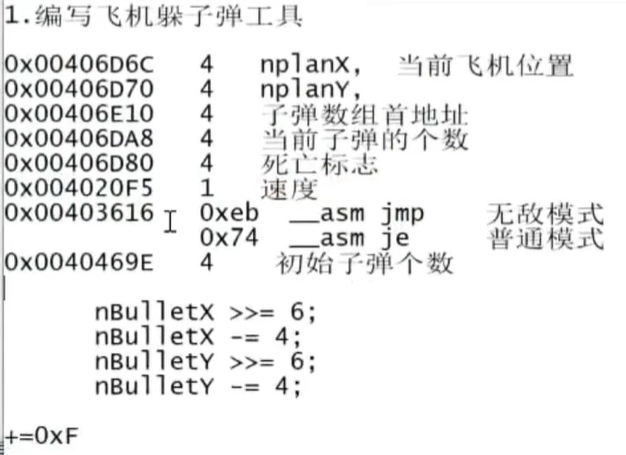 1.编写飞机躲子弹工具
0x00406D6C 4 nplanX, 当前飞机位置
0x00406D70 4 nplanY,
0x00406E10 4 子弹数组首地址
0x00406DA8 4 当前子弹的个数
0x00406D80 4 死亡标志
0x004020F5 1 速度
0x00403616 0xeb __asm jmp 无敌模式
0x74 __asm je 普通模式
0x0040469E 4 初始子弹个数
nBulletX >>= 6;
nBulletX -= 4;
nBulletY >>= 6;
nBulletY -= 4;
+=0xF